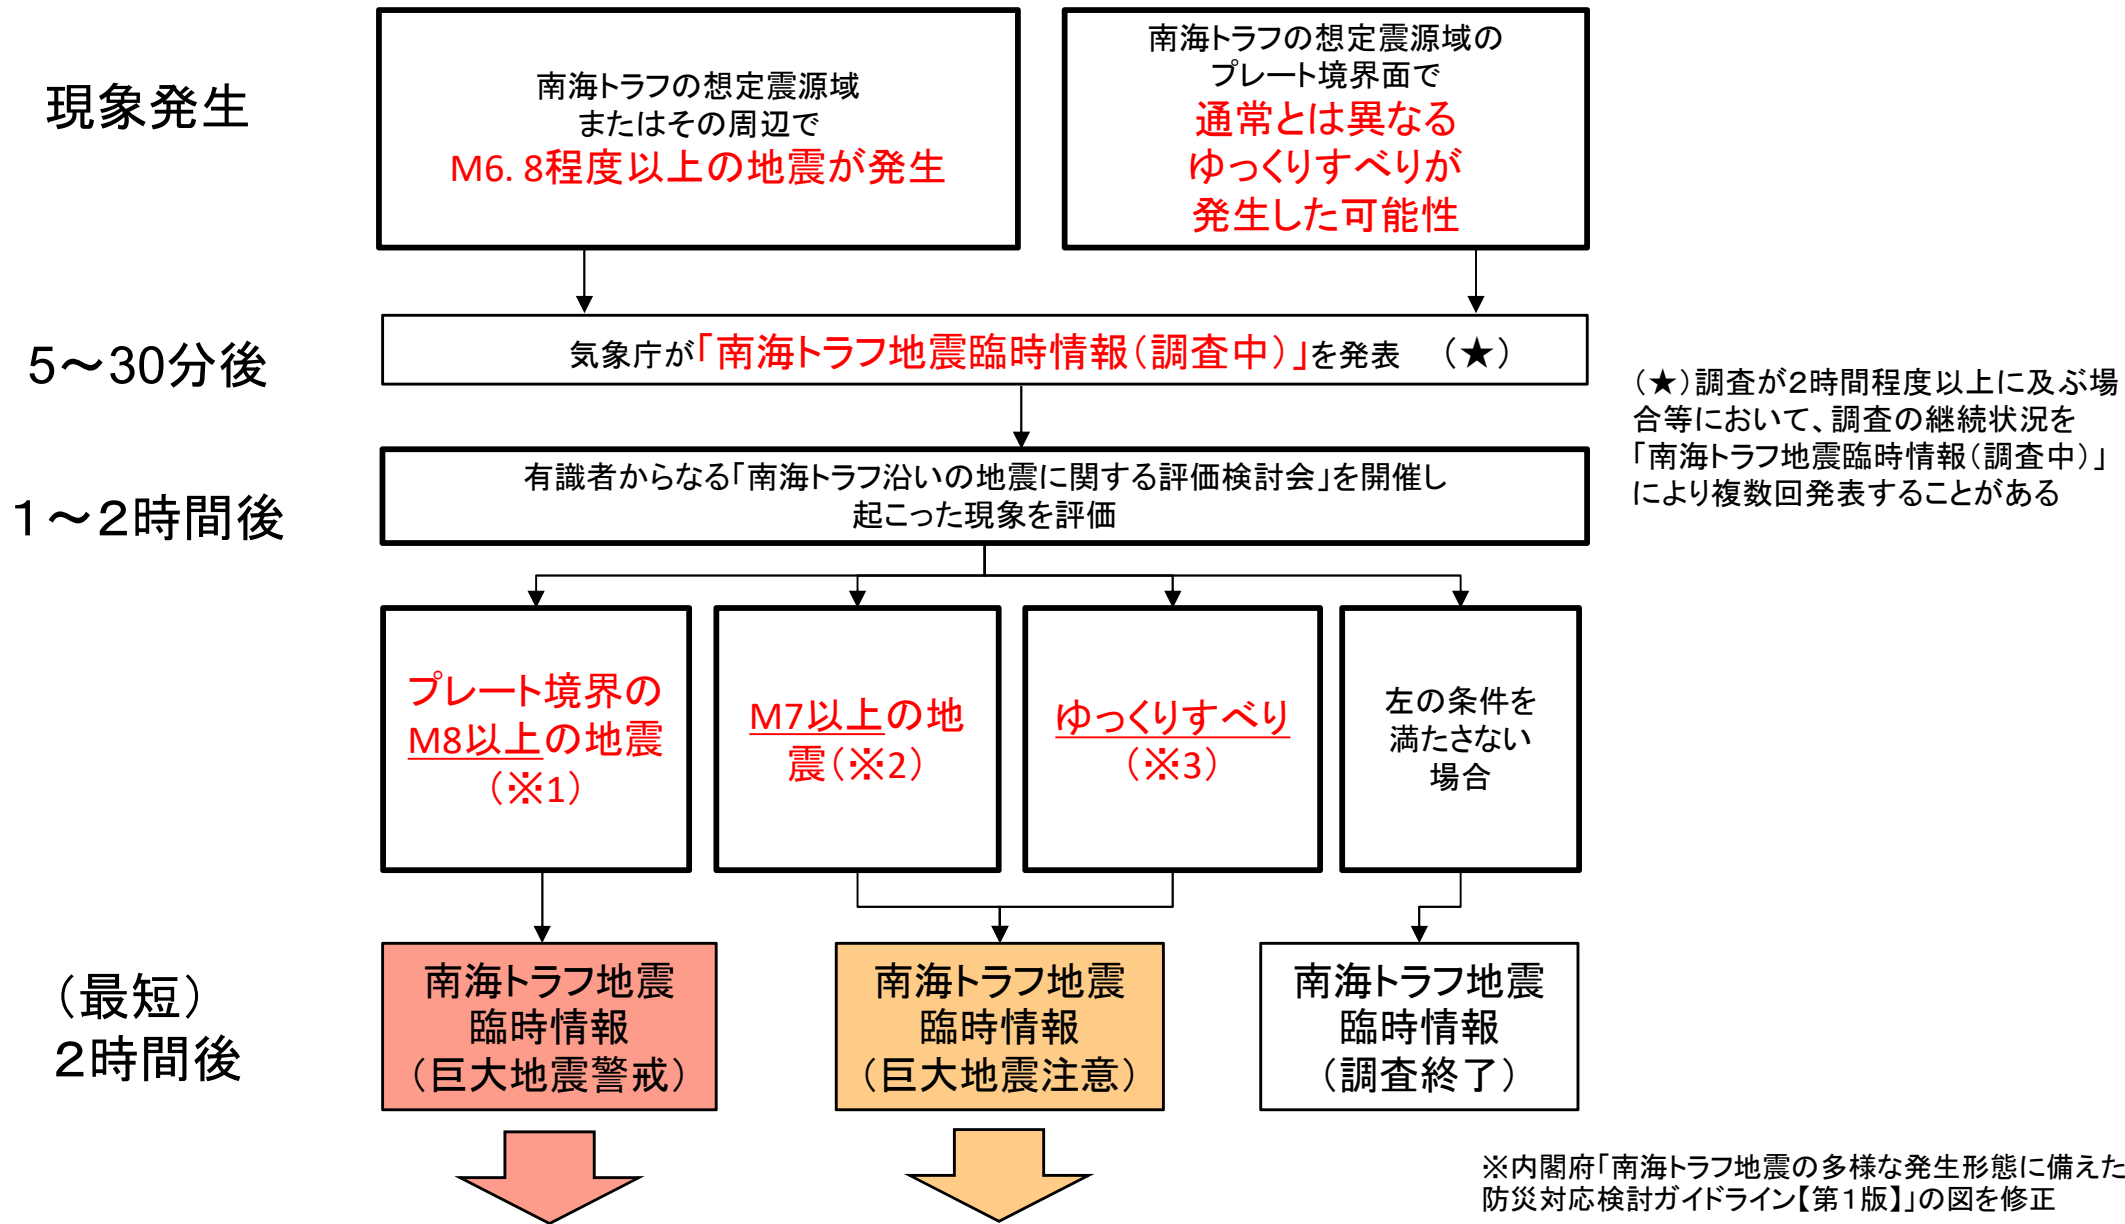 現象発生
南海トラフの想定震源域
またはその周辺で
M6. 8程度以上の地震が発生
南海トラフの想定震源域の
プレート境界面で
通常とは異なる
ゆっくりすべりが
発生した可能性
5～30分後
気象庁が「南海トラフ地震臨時情報（調査中）」を発表　（★）
（★）調査が2時間程度以上に及ぶ場
合等において、調査の継続状況を
「南海トラフ地震臨時情報（調査中）」
により複数回発表することがある
1～2時間後
有識者からなる「南海トラフ沿いの地震に関する評価検討会」を開催し
起こった現象を評価
プレート境界の
M8以上の地震
（※1）
M7以上の地
震（※2）
ゆっくりすべり
（※3）
左の条件を
満たさない
場合
（最短）
2時間後
南海トラフ地震
臨時情報
（巨大地震警戒）
南海トラフ地震
臨時情報
（巨大地震注意）
南海トラフ地震
臨時情報
（調査終了）
※内閣府「南海トラフ地震の多様な発生形態に備えた
防災対応検討ガイドライン【第1版】」の図を修正